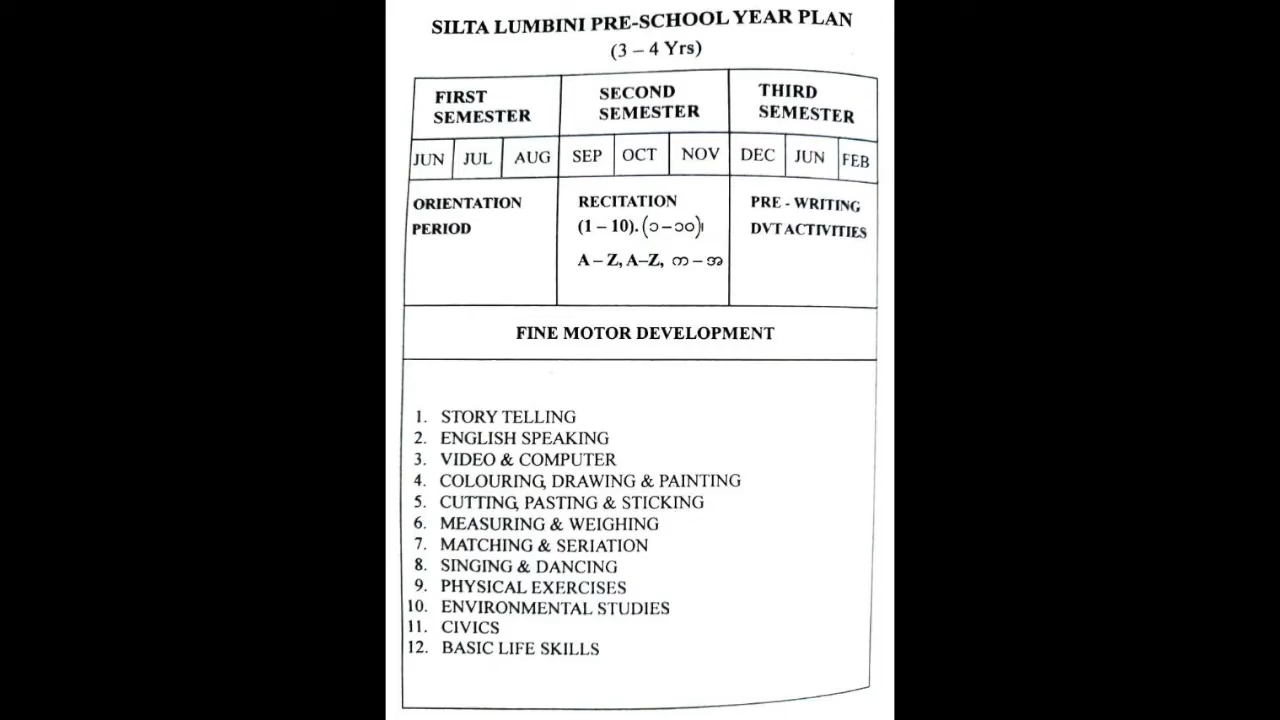 SILTA LUMBINI PRE-SCHOOL YEAR PLAN
(3 – 4 Yrs)
FIRST SEMESTER
SECOND SEMESTER
THIRD SEMESTER
JUN JUL AUG SEP OCT NOV DEC JUN FEB
ORIENTATION
PERIOD
RECITATION
(1 – 10). (၁–၁၀)၊
A – Z, A–Z, က – အ
PRE - WRITING
DVT ACTIVITIES
FINE MOTOR DEVELOPMENT
1. STORY TELLING
2. ENGLISH SPEAKING
3. VIDEO & COMPUTER
4. COLOURING, DRAWING & PAINTING
5. CUTTING, PASTING & STICKING
6. MEASURING & WEIGHING
7. MATCHING & SERIATION
8. SINGING & DANCING
9. PHYSICAL EXERCISES
10. ENVIRONMENTAL STUDIES
11. CIVICS
12. BASIC LIFE SKILLS